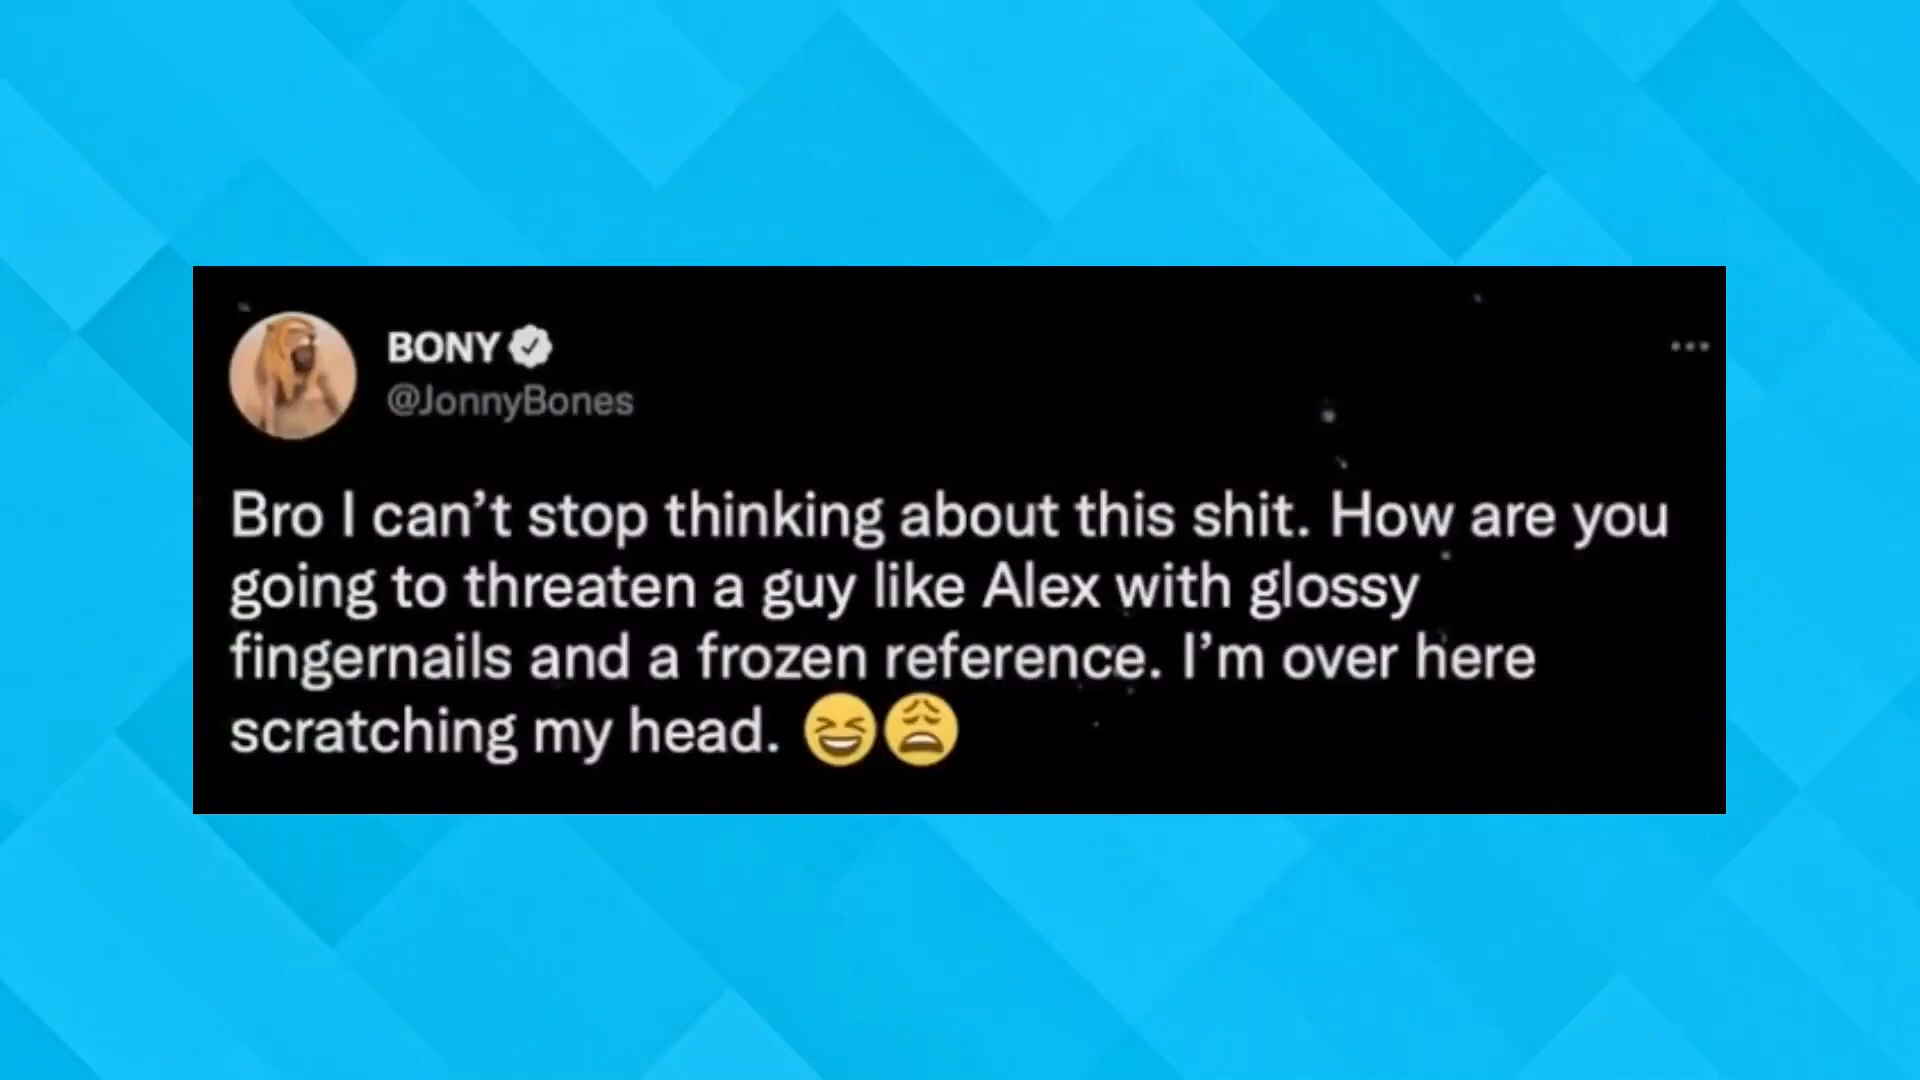 BONY
@JonnyBones
Bro I can’t stop thinking about this shit. How are you
going to threaten a guy like Alex with glossy
fingernails and a frozen reference. I’m over here
scratching my head. 😆😩